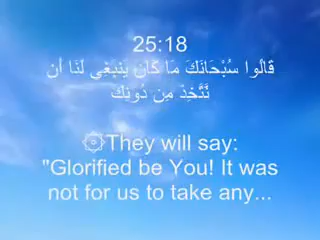 25:18
قَالُوا سُبْحَانَكَ مَا كَانَ يَنبَغِي لَنَا أَن
نَّتَّخِذَ مِن دُونِكَ
۞They will say:
"Glorified be You! It was
not for us to take any...